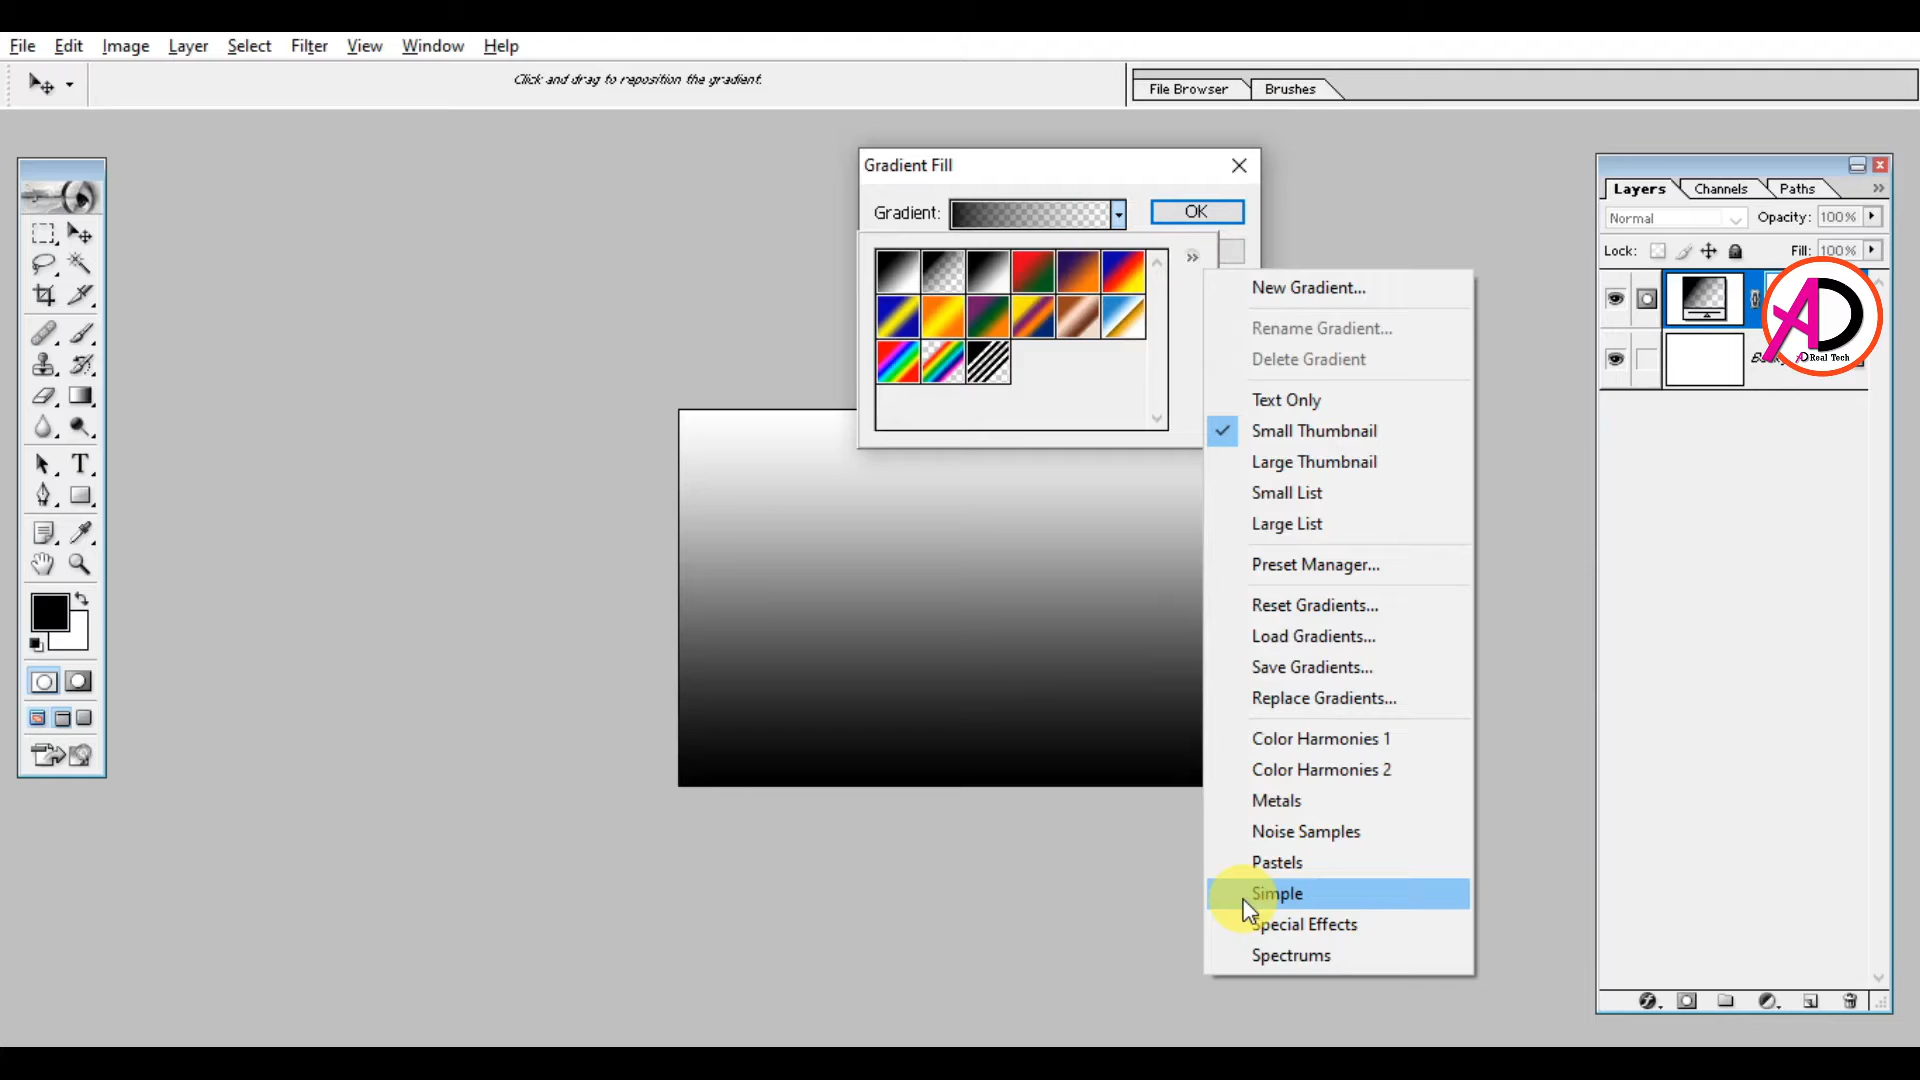 File Edit Image Layer Select Filter View Window Help
Click and drag to reposition the gradient.
File Browser Brushes
Gradient Fill
Gradient: OK
New Gradient...
Rename Gradient...
Delete Gradient
Text Only
Small Thumbnail
Large Thumbnail
Small List
Large List
Preset Manager...
Reset Gradients...
Load Gradients...
Save Gradients...
Replace Gradients...
Color Harmonies 1
Color Harmonies 2
Metals
Noise Samples
Pastels
Simple
Special Effects
Spectrums
Layers Channels Paths
Normal Opacity: 100%
Lock: Fill: 100%
AD
AD Real Tech